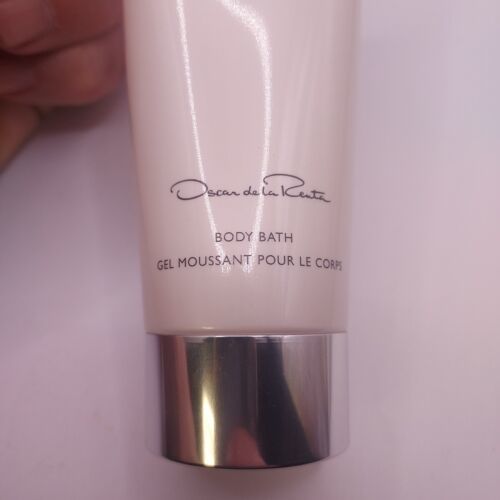 Oscar de la Renta
BODY BATH
GEL MOUSSANT POUR LE CORPS